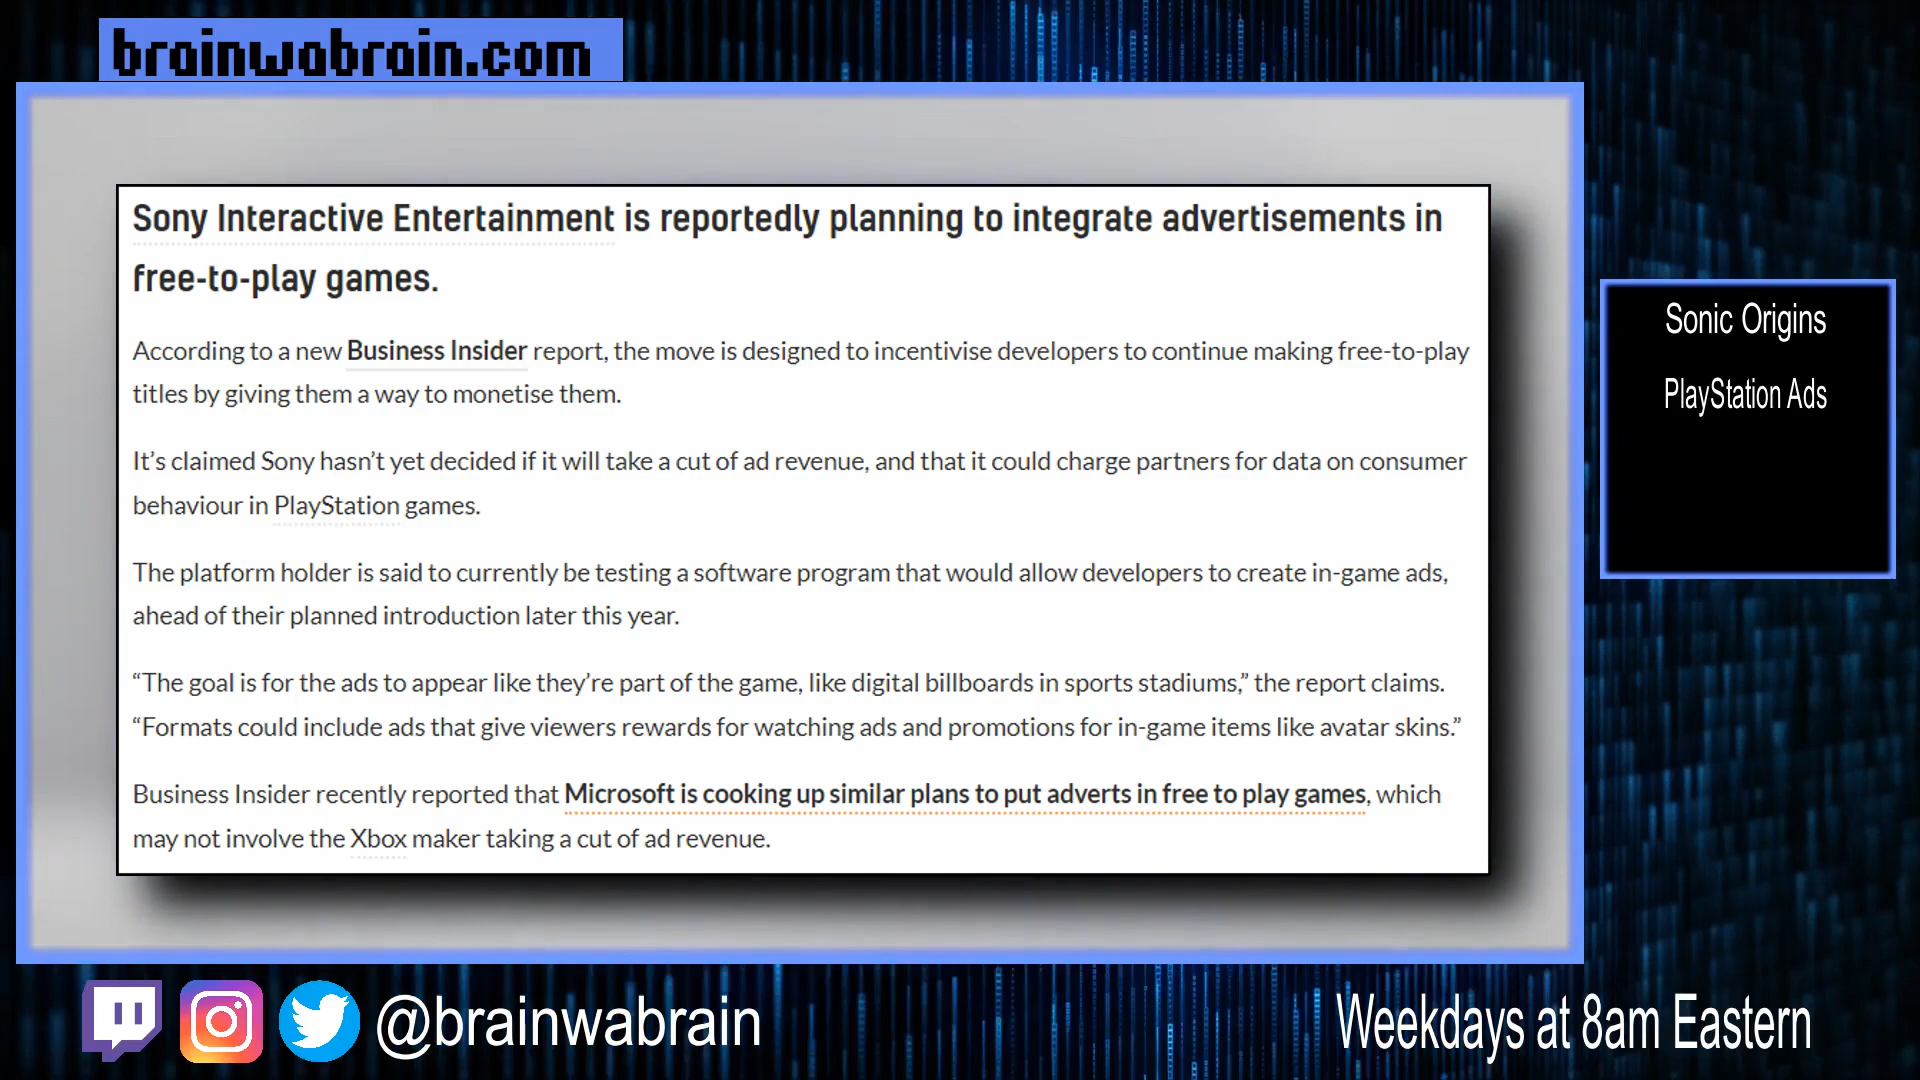 brainwabrain.com
Sony Interactive Entertainment is reportedly planning to integrate advertisements in
free-to-play games.
According to a new Business Insider report, the move is designed to incentivise developers to continue making free-to-play
titles by giving them a way to monetise them.
It’s claimed Sony hasn’t yet decided if it will take a cut of ad revenue, and that it could charge partners for data on consumer
behaviour in PlayStation games.
The platform holder is said to currently be testing a software program that would allow developers to create in-game ads,
ahead of their planned introduction later this year.
“The goal is for the ads to appear like they’re part of the game, like digital billboards in sports stadiums,” the report claims.
“Formats could include ads that give viewers rewards for watching ads and promotions for in-game items like avatar skins.”
Business Insider recently reported that Microsoft is cooking up similar plans to put adverts in free to play games, which
may not involve the Xbox maker taking a cut of ad revenue.
Sonic Origins
PlayStation Ads
@brainwabrain
Weekdays at 8am Eastern